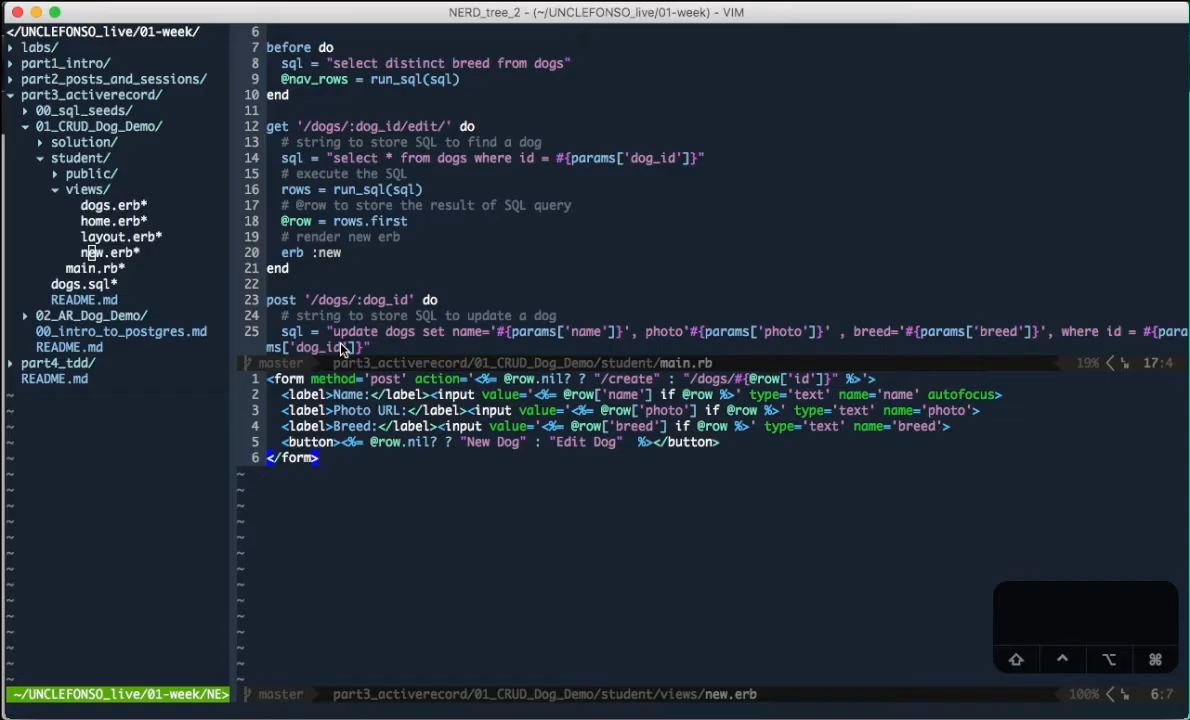 NERD_tree_2 - (~/UNCLEFONSO_live/01-week) - VIM
</UNCLEFONSO_live/01-week/
▸ labs/
▸ part1_intro/
▸ part2_posts_and_sessions/
▾ part3_activerecord/
▸ 00_sql_seeds/
▾ 01_CRUD_Dog_Demo/
▸ solution/
▾ student/
▸ public/
▾ views/
dogs.erb*
home.erb*
layout.erb*
new.erb*
main.rb*
dogs.sql*
README.md
▸ 02_AR_Dog_Demo/
00_intro_to_postgres.md
README.md
▸ part4_tdd/
README.md
~/UNCLEFONSO_live/01-week/NE>
6
7 before do
8   sql = "select distinct breed from dogs"
9   @nav_rows = run_sql(sql)
10 end
11
12 get '/dogs/:dog_id/edit/' do
13   # string to store SQL to find a dog
14   sql = "select * from dogs where id = #{params['dog_id']}"
15   # execute the SQL
16   rows = run_sql(sql)
17   # @row to store the result of SQL query
18   @row = rows.first
19   # render new erb
20   erb :new
21 end
22
23 post '/dogs/:dog_id' do
24   # string to store SQL to update a dog
25   sql = "update dogs set name='#{params['name']}', photo'#{params['photo']}' , breed='#{params['breed']}', where id = #{para
ms['dog_id']}"
master part3_activerecord/01_CRUD_Dog_Demo/student/main.rb 19% 17:4
1 <form method='post' action='<%= @row.nil? ? "/create" : "/dogs/#{@row['id']}" %>'>
2   <label>Name:</label><input value='<%= @row['name'] if @row %>' type='text' name='name' autofocus>
3   <label>Photo URL:</label><input value='<%= @row['photo'] if @row %>' type='text' name='photo'>
4   <label>Breed:</label><input value='<%= @row['breed'] if @row %>' type='text' name='breed'>
5   <button><%= @row.nil? ? "New Dog" : "Edit Dog"  %></button>
6 </form>
master part3_activerecord/01_CRUD_Dog_Demo/student/views/new.erb 100% 6:7